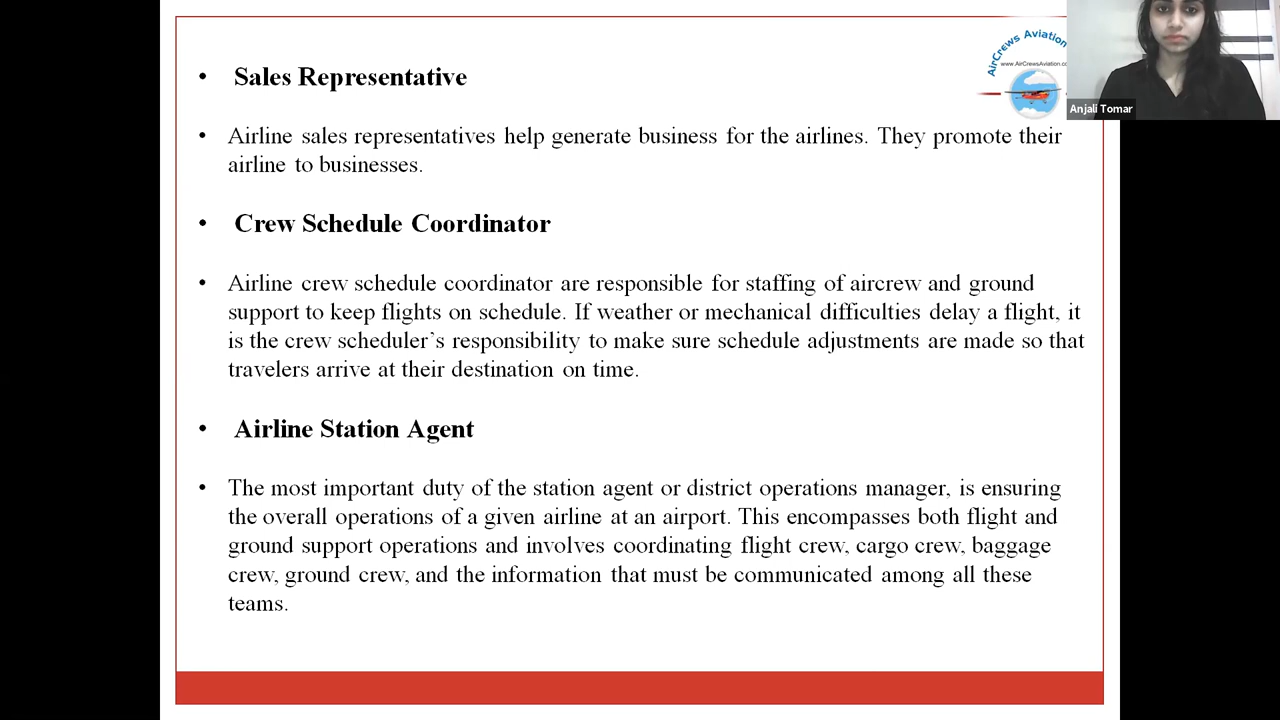 • Sales Representative
• Airline sales representatives help generate business for the airlines. They promote their
airline to businesses.
• Crew Schedule Coordinator
• Airline crew schedule coordinator are responsible for staffing of aircrew and ground
support to keep flights on schedule. If weather or mechanical difficulties delay a flight, it
is the crew scheduler’s responsibility to make sure schedule adjustments are made so that
travelers arrive at their destination on time.
• Airline Station Agent
• The most important duty of the station agent or district operations manager, is ensuring
the overall operations of a given airline at an airport. This encompasses both flight and
ground support operations and involves coordinating flight crew, cargo crew, baggage
crew, ground crew, and the information that must be communicated among all these
teams.
AirCrews Aviation
Anjali Tomar